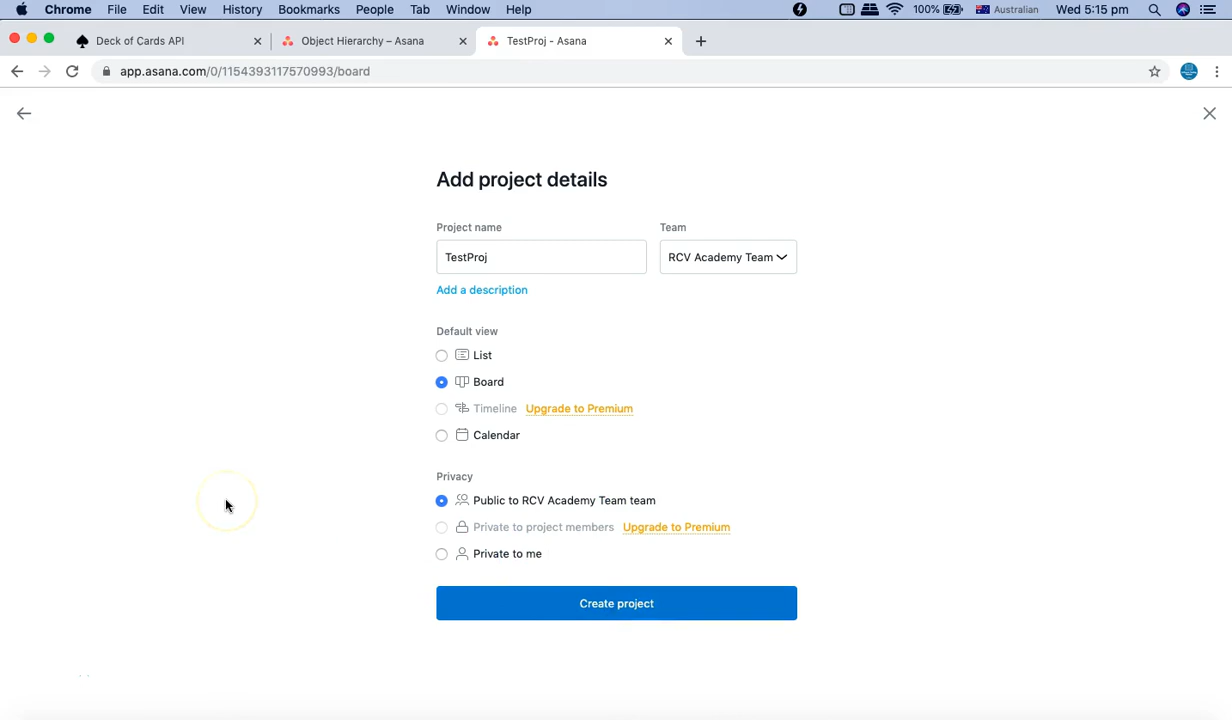 Chrome File Edit View History Bookmarks People Tab Window Help 100% Australian Wed 5:15 pm
Deck of Cards API Object Hierarchy – Asana TestProj - Asana
app.asana.com/0/1154393117570993/board
Add project details
Project name Team
TestProj RCV Academy Team
Add a description
Default view
List
Board
Timeline Upgrade to Premium
Calendar
Privacy
Public to RCV Academy Team team
Private to project members Upgrade to Premium
Private to me
Create project